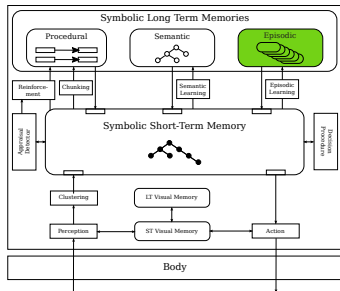 Symbolic Long Term Memories
Procedural
Semantic
Episodic
Reinforce-
ment
Chunking
Semantic
Learning
Episodic
Learning
Symbolic Short-Term Memory
Appraisal
Detector
Decision
Procedure
Clustering
LT Visual Memory
Perception
ST Visual Memory
Action
Body